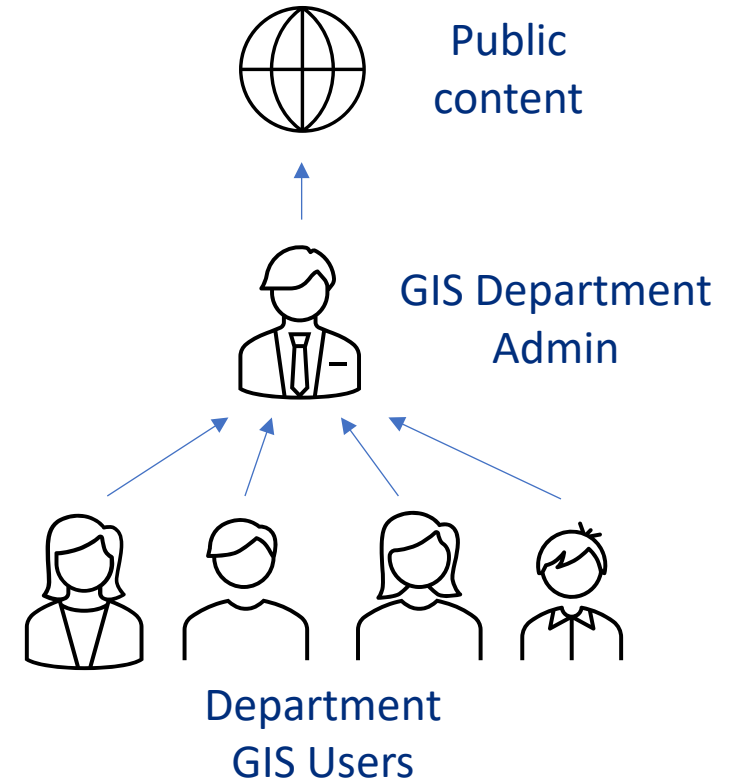 Public
content
GIS Department
Admin
Department
GIS Users